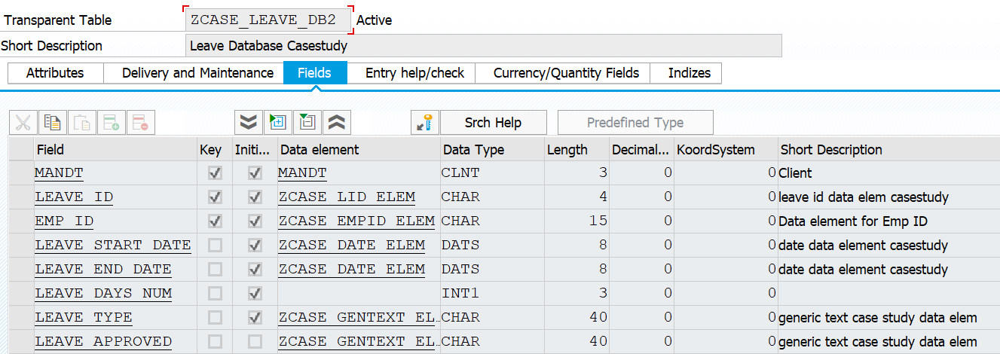 Transparent Table ZCASE_LEAVE_DB2 Active
Short Description Leave Database Casestudy
Attributes Delivery and Maintenance Fields Entry help/check Currency/Quantity Fields Indizes
Srch Help Predefined Type
Field Key Initi... Data element Data Type Length Decimal... KoordSystem Short Description
MANDT MANDT CLNT 3 0 0 Client
LEAVE_ID ZCASE_LID_ELEM CHAR 4 0 0 leave id data elem casestudy
EMP_ID ZCASE_EMPID_ELEM CHAR 15 0 0 Data element for Emp ID
LEAVE_START_DATE ZCASE_DATE_ELEM DATS 8 0 0 date data element casestudy
LEAVE_END_DATE ZCASE_DATE_ELEM DATS 8 0 0 date data element casestudy
LEAVE_DAYS_NUM INT1 3 0 0
LEAVE_TYPE ZCASE_GENTEXT_EL... CHAR 40 0 0 generic text case study data elem
LEAVE_APPROVED ZCASE_GENTEXT_EL... CHAR 40 0 0 generic text case study data elem